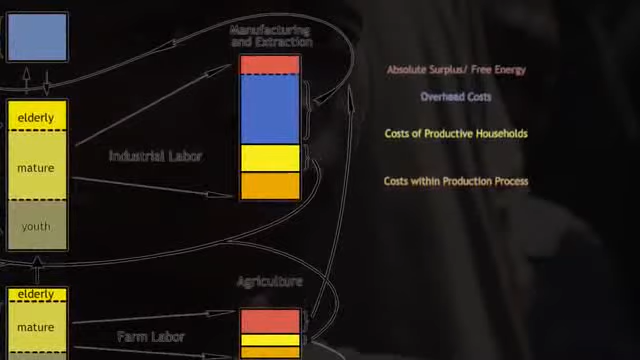 Manufacturing
and Extraction
Absolute Surplus/ Free Energy
Overhead Costs
elderly
Costs of Productive Households
Industrial Labor
mature
Costs within Production Process
youth
Agriculture
elderly
mature
Farm Labor